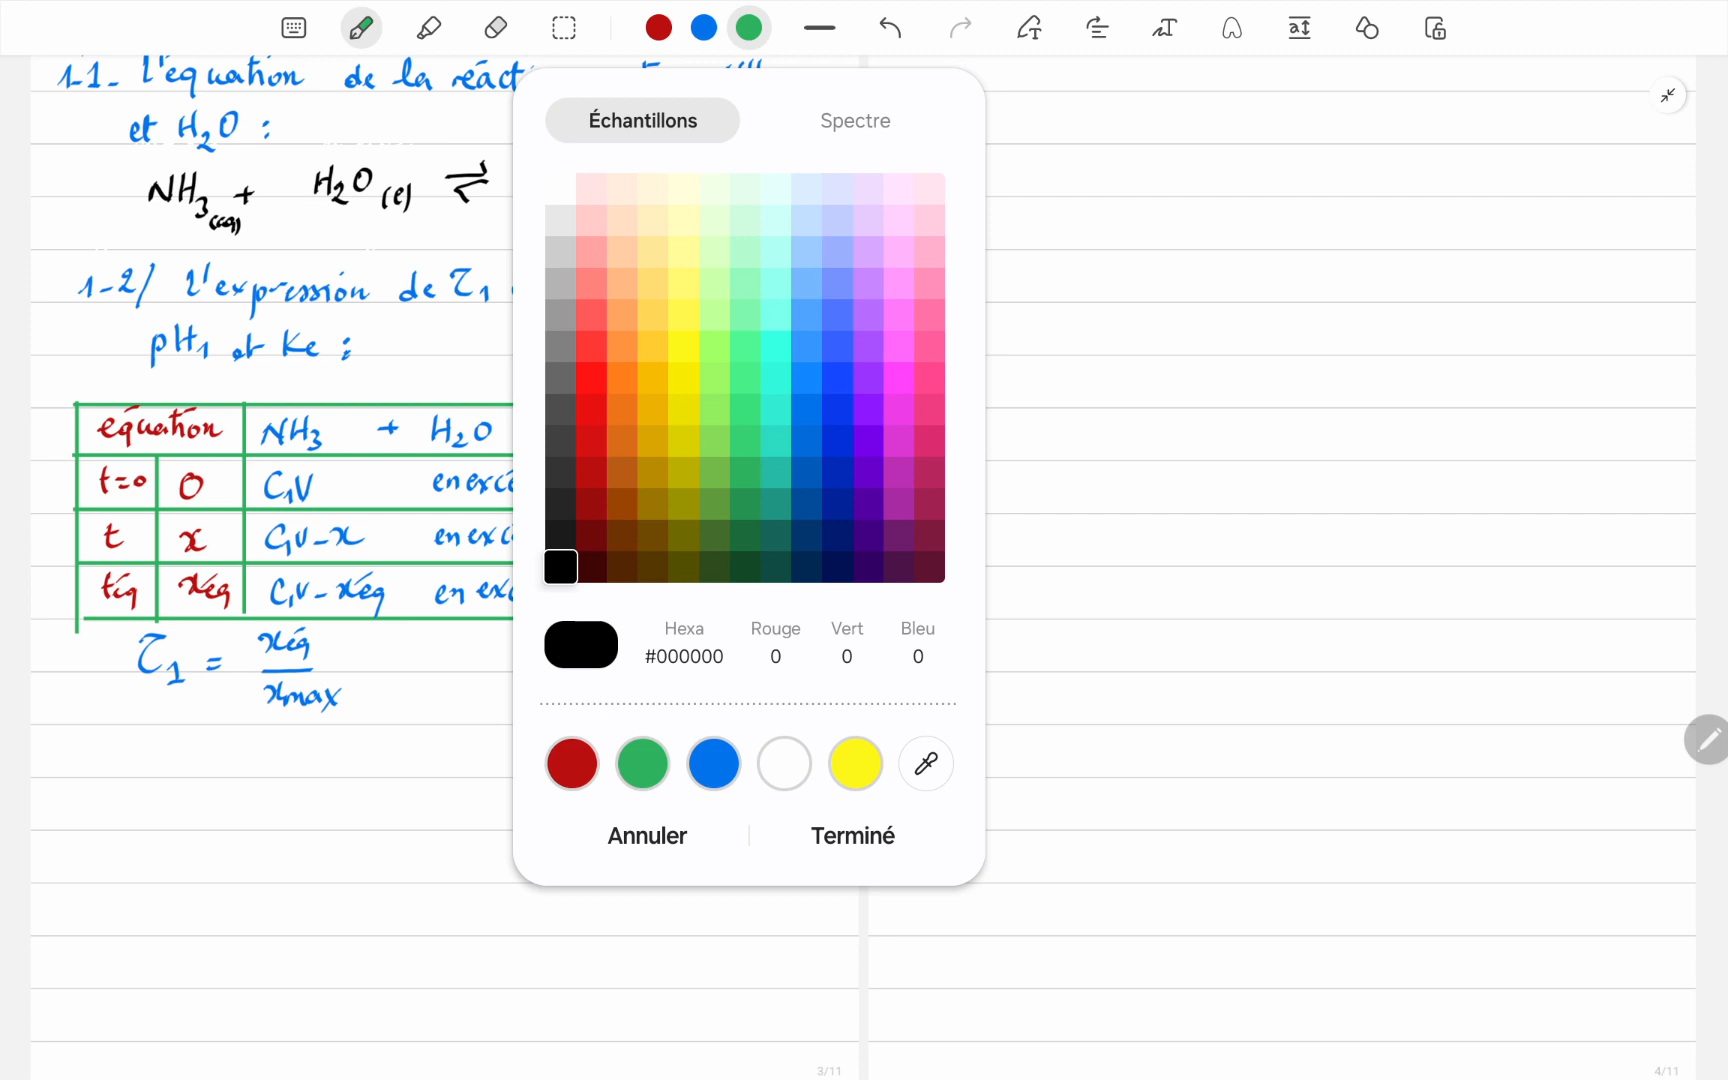 1-1- l'equation de la réact
et H2O :
NH3(aq) + H2O(l) ⇌
1-2/ l'expression de τ1
pH1 et Ke :
équation NH3 + H2O
t=0 0 C1V en excè
t x C1V-x en exc
téq xéq C1V-xéq en exc
τ1 = xéq / xmax
Échantillons Spectre
Hexa Rouge Vert Bleu
#000000 0 0 0
Annuler Terminé
3/11
4/11